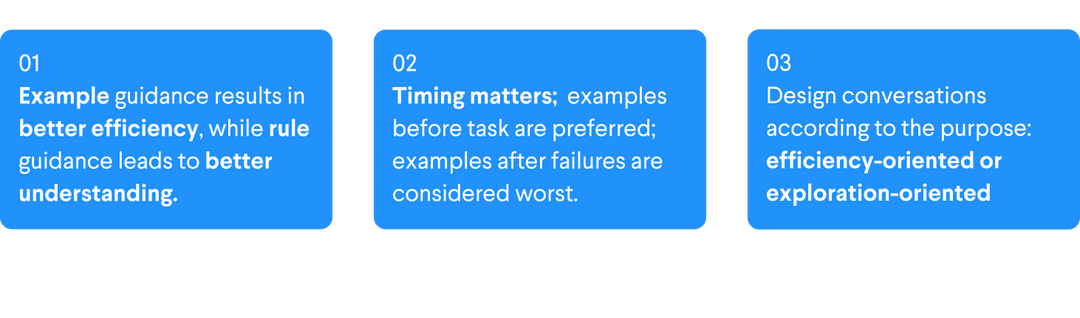 01
Example guidance results in
better efficiency, while rule
guidance leads to better
understanding.
02
Timing matters; examples
before task are preferred;
examples after failures are
considered worst.
03
Design conversations
according to the purpose:
efficiency-oriented or
exploration-oriented